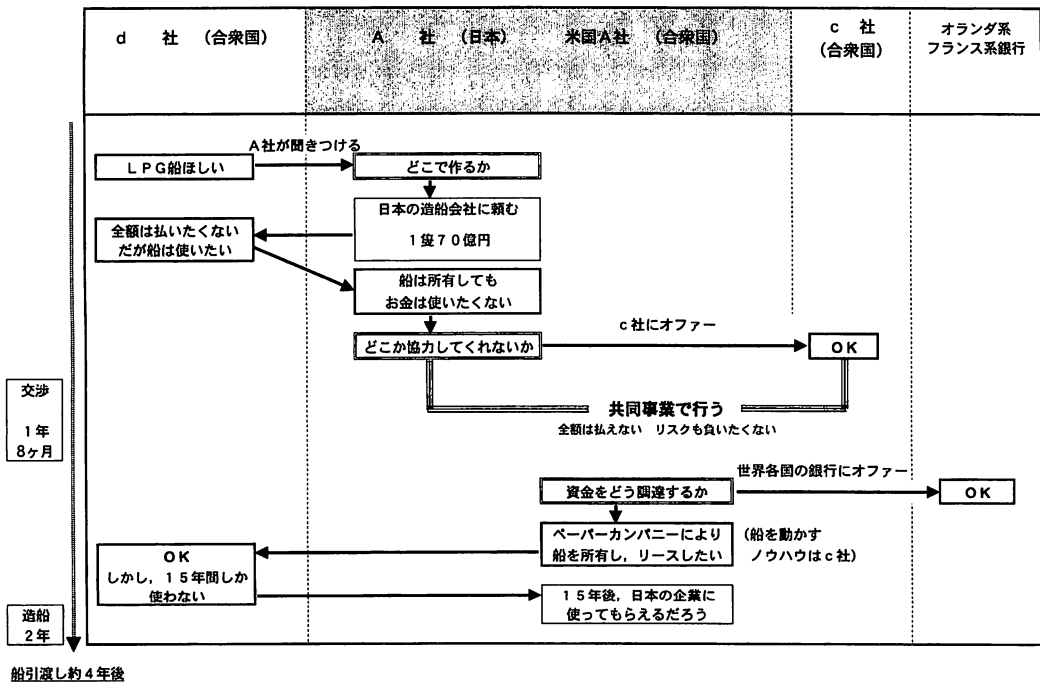 d 社 （合衆国）
A 社 （日本） 米国A社 （合衆国）
c 社
（合衆国）
オランダ系
フランス系銀行
A社が聞きつける
LPG船ほしい
どこで作るか
日本の造船会社に頼む
1隻70億円
全額は払いたくない
だが船は使いたい
船は所有しても
お金は使いたくない
c社にオファー
どこか協力してくれないか
OK
交渉
1年
8ヶ月
共同事業で行う
全額は払えない リスクも負いたくない
世界各国の銀行にオファー
資金をどう調達するか
OK
ペーパーカンパニーにより
船を所有し，リースしたい
（船を動かす
ノウハウはc社）
OK
しかし，15年間しか
使わない
15年後，日本の企業に
使ってもらえるだろう
造船
2年
船引渡し約4年後